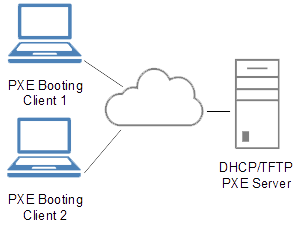 PXE Booting
Client 1
PXE Booting
Client 2
DHCP/TFTP
PXE Server